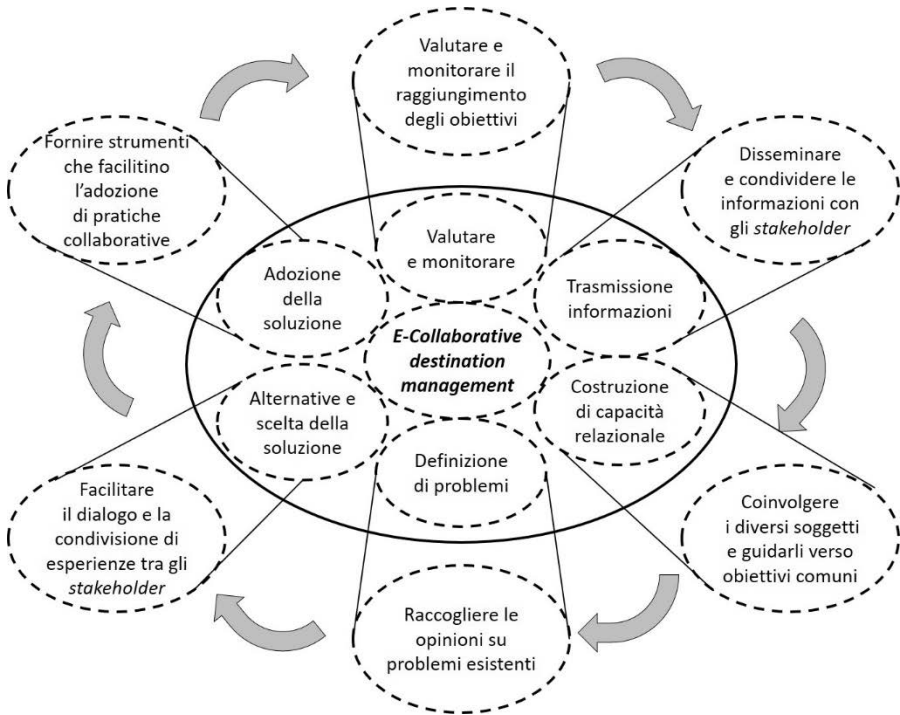 Valutare e
monitorare il
raggiungimento
degli obiettivi
Fornire strumenti
che facilitino
l’adozione
di pratiche
collaborative
Disseminare
e condividere le
informazioni con
gli stakeholder
Valutare
e monitorare
Adozione
della
soluzione
Trasmissione
informazioni
E-Collaborative
destination
management
Alternative e
scelta della
soluzione
Costruzione
di capacità
relazionale
Definizione
di problemi
Facilitare
il dialogo e la
condivisione di
esperienze tra gli
stakeholder
Coinvolgere
i diversi soggetti
e guidarli verso
obiettivi comuni
Raccogliere le
opinioni su
problemi esistenti